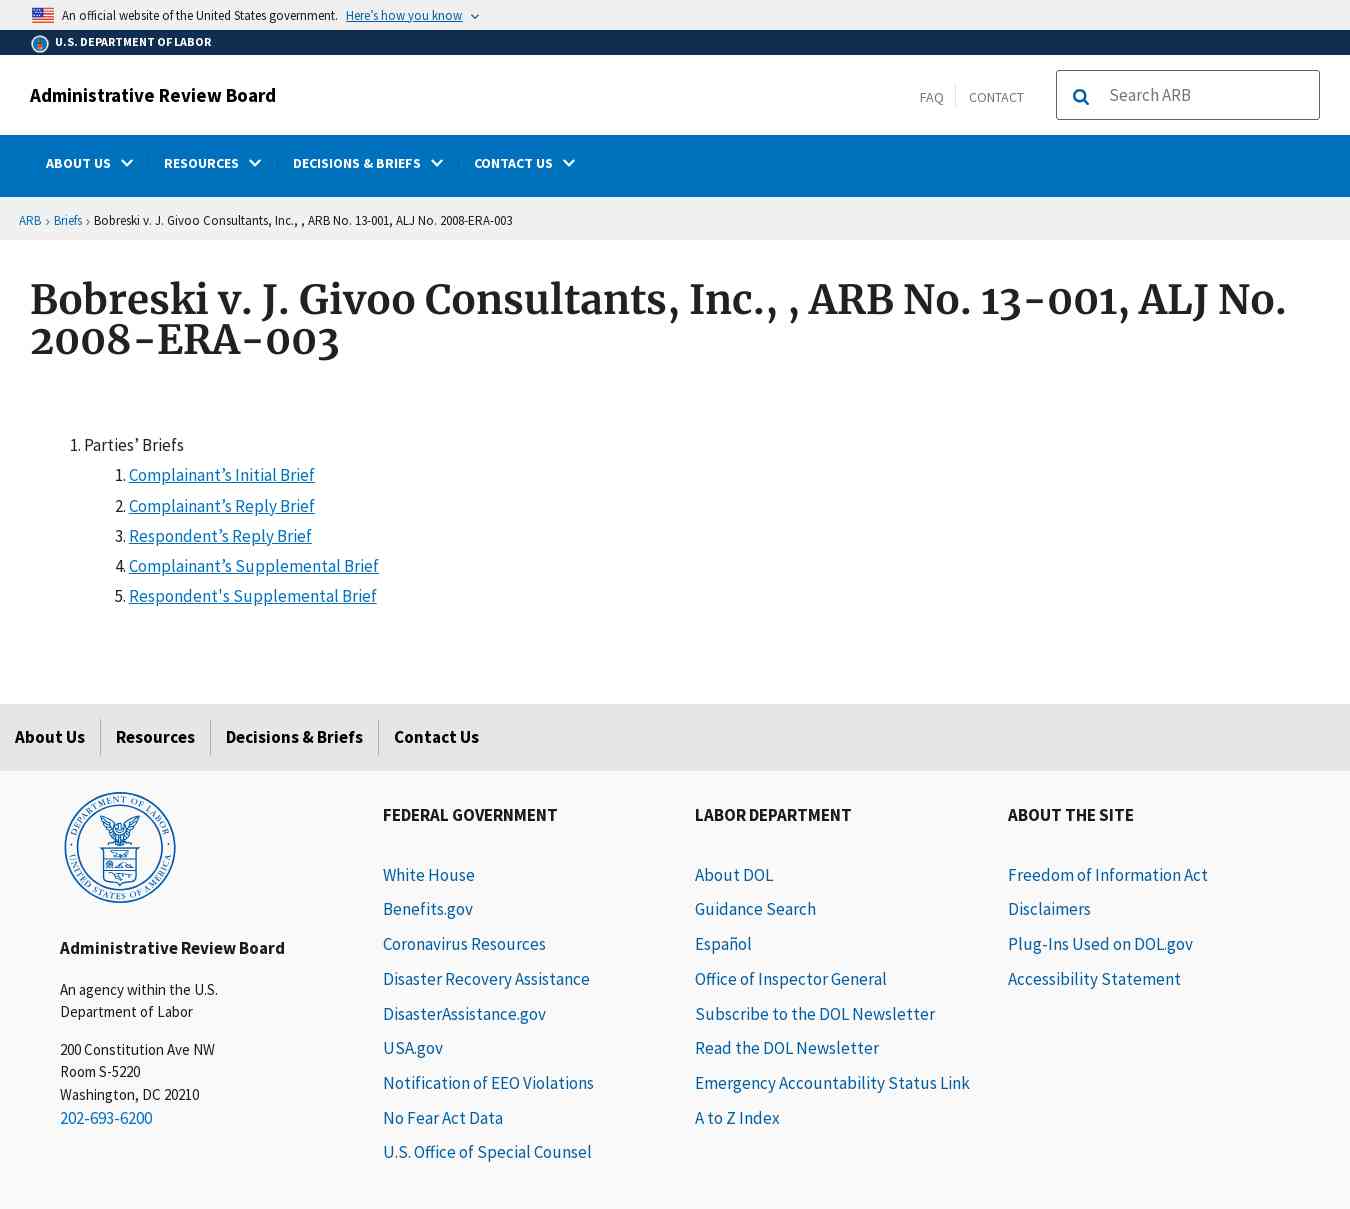 An official website of the United States government. Here’s how you know
U.S. DEPARTMENT OF LABOR
Administrative Review Board
FAQ
CONTACT
Search ARB
ABOUT US
RESOURCES
DECISIONS & BRIEFS
CONTACT US
ARB › Briefs › Bobreski v. J. Givoo Consultants, Inc., , ARB No. 13-001, ALJ No. 2008-ERA-003
Bobreski v. J. Givoo Consultants, Inc., , ARB No. 13-001, ALJ No.
2008-ERA-003
1. Parties’ Briefs
1. Complainant’s Initial Brief
2. Complainant’s Reply Brief
3. Respondent’s Reply Brief
4. Complainant’s Supplemental Brief
5. Respondent's Supplemental Brief
About Us
Resources
Decisions & Briefs
Contact Us
DEPARTMENT OF LABOR
UNITED STATES OF AMERICA
Administrative Review Board
An agency within the U.S.
Department of Labor
200 Constitution Ave NW
Room S-5220
Washington, DC 20210
202-693-6200
FEDERAL GOVERNMENT
White House
Benefits.gov
Coronavirus Resources
Disaster Recovery Assistance
DisasterAssistance.gov
USA.gov
Notification of EEO Violations
No Fear Act Data
U.S. Office of Special Counsel
LABOR DEPARTMENT
About DOL
Guidance Search
Español
Office of Inspector General
Subscribe to the DOL Newsletter
Read the DOL Newsletter
Emergency Accountability Status Link
A to Z Index
ABOUT THE SITE
Freedom of Information Act
Disclaimers
Plug-Ins Used on DOL.gov
Accessibility Statement